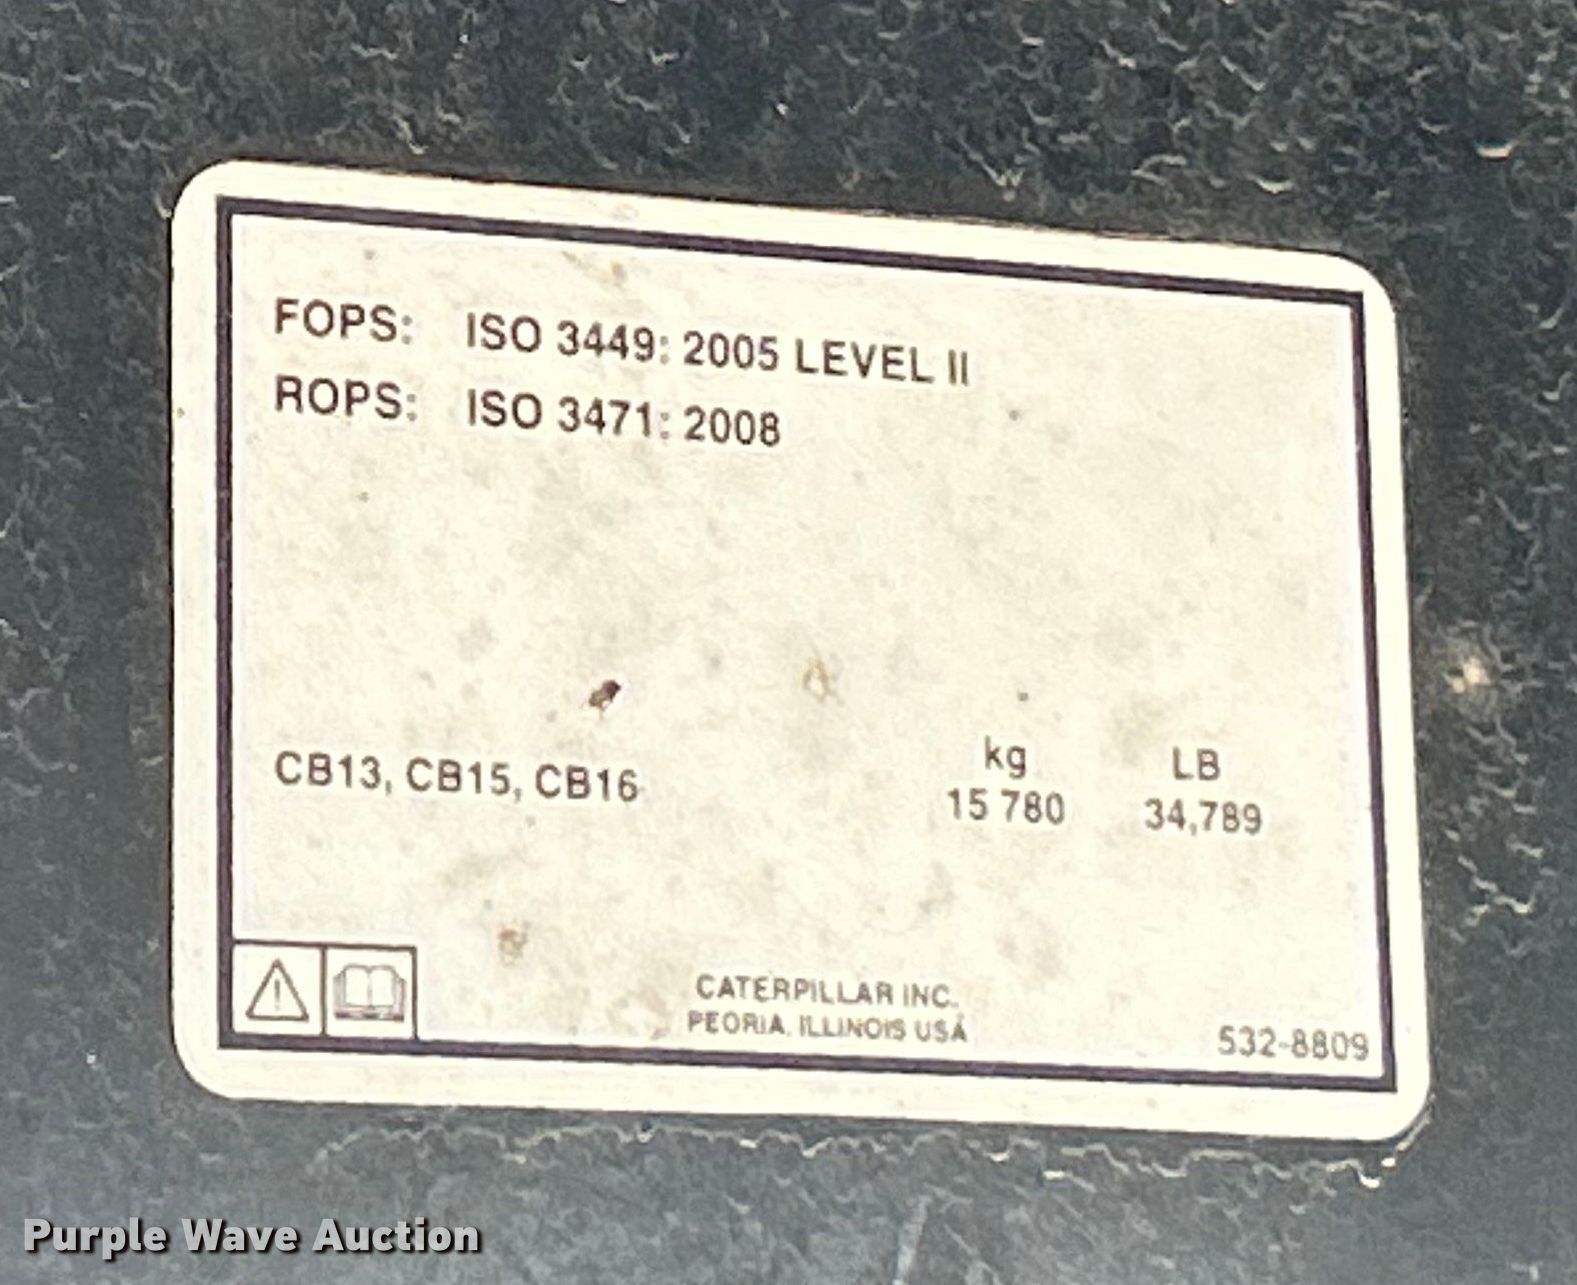 FOPS: ISO 3449: 2005 LEVEL II
ROPS: ISO 3471: 2008
kg LB
CB13, CB15, CB16 15 780 34,789
CATERPILLAR INC.
PEORIA, ILLINOIS USA
532-8809
Purple Wave Auction